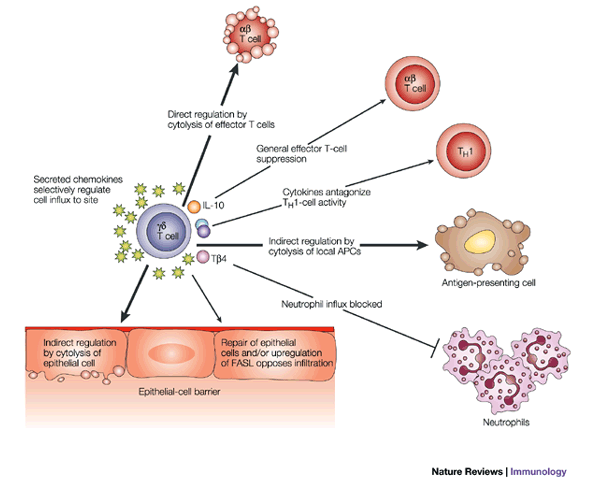 αβ
T cell
αβ
T cell
Direct regulation by
cytolysis of effector T cells
General effector T-cell
suppression
TH1
Secreted chemokines
selectively regulate
cell influx to site
IL-10
Cytokines antagonize
TH1-cell activity
γδ
T cell
Indirect regulation by
cytolysis of local APCs
Tβ4
Antigen-presenting cell
Neutrophil influx blocked
Indirect regulation
by cytolysis of
epithelial cell
Repair of epithelial
cells and/or upregulation
of FASL opposes infiltration
Epithelial-cell barrier
Neutrophils
Nature Reviews | Immunology